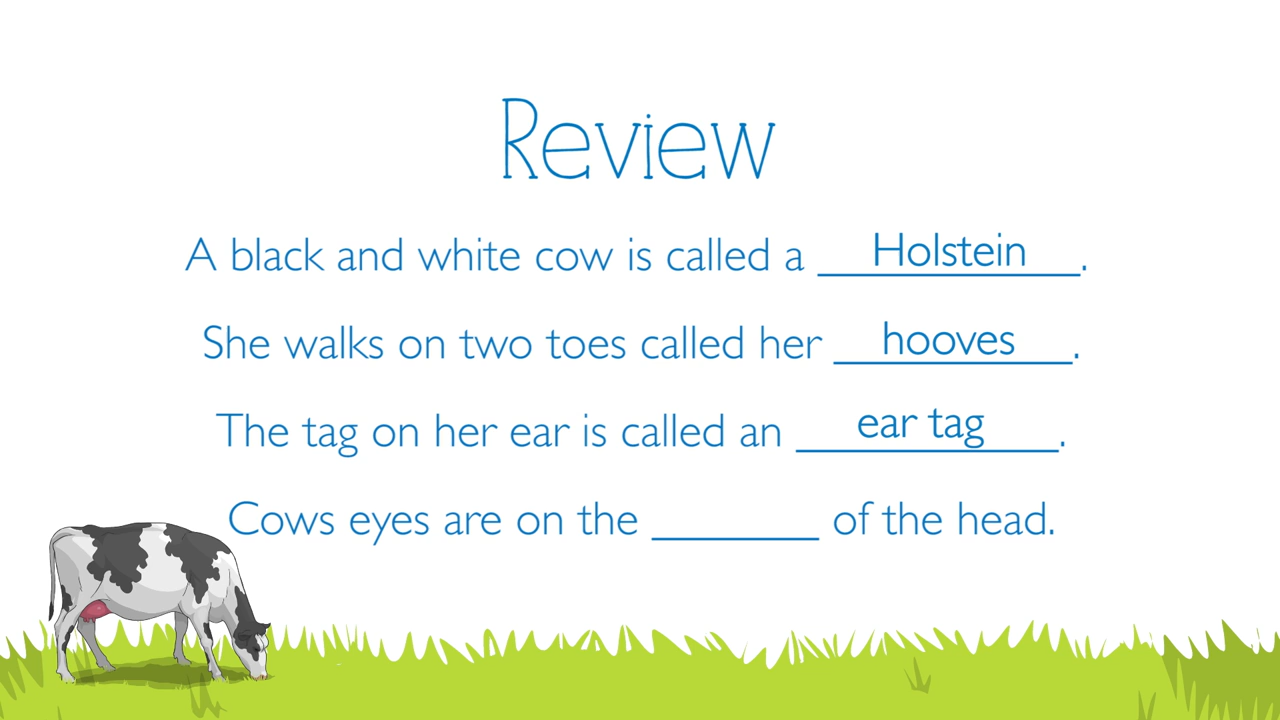 Review
A black and white cow is called a Holstein.
She walks on two toes called her hooves.
The tag on her ear is called an ear tag.
Cows eyes are on the _______ of the head.